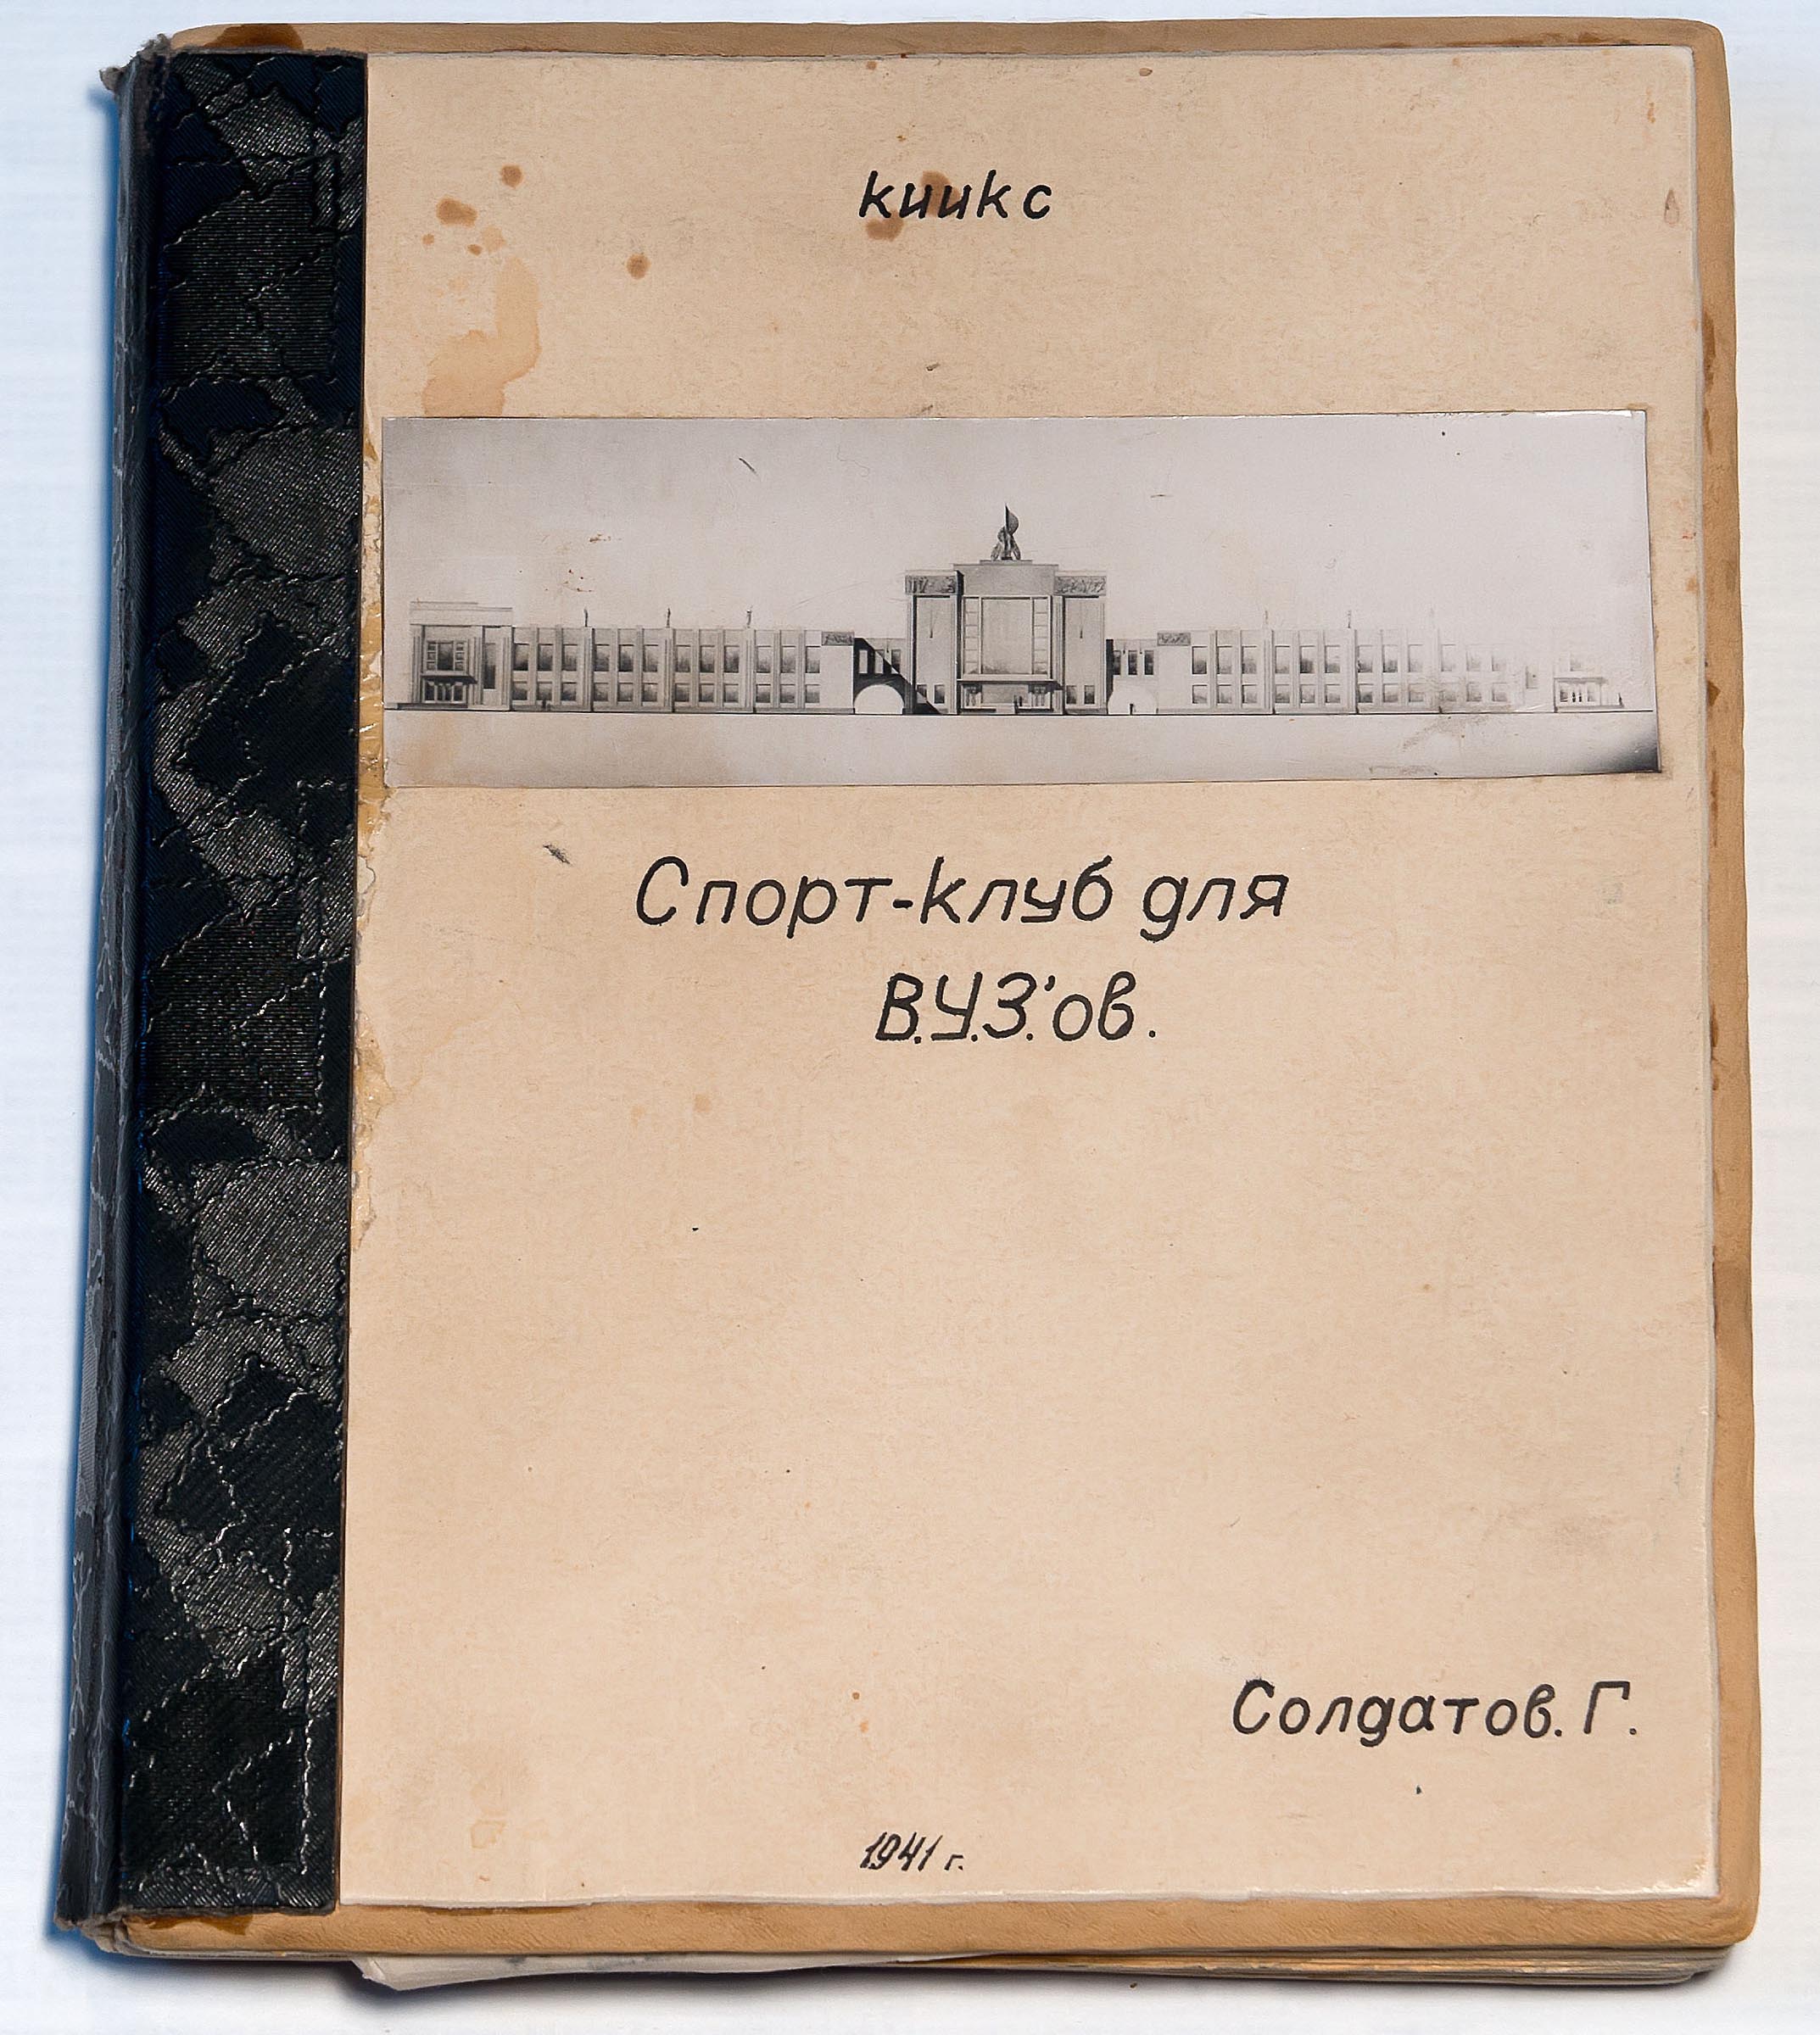 киикс
Спорт-клуб для
В.У.З.'ов.
Солдатов. Г.
1941 г.